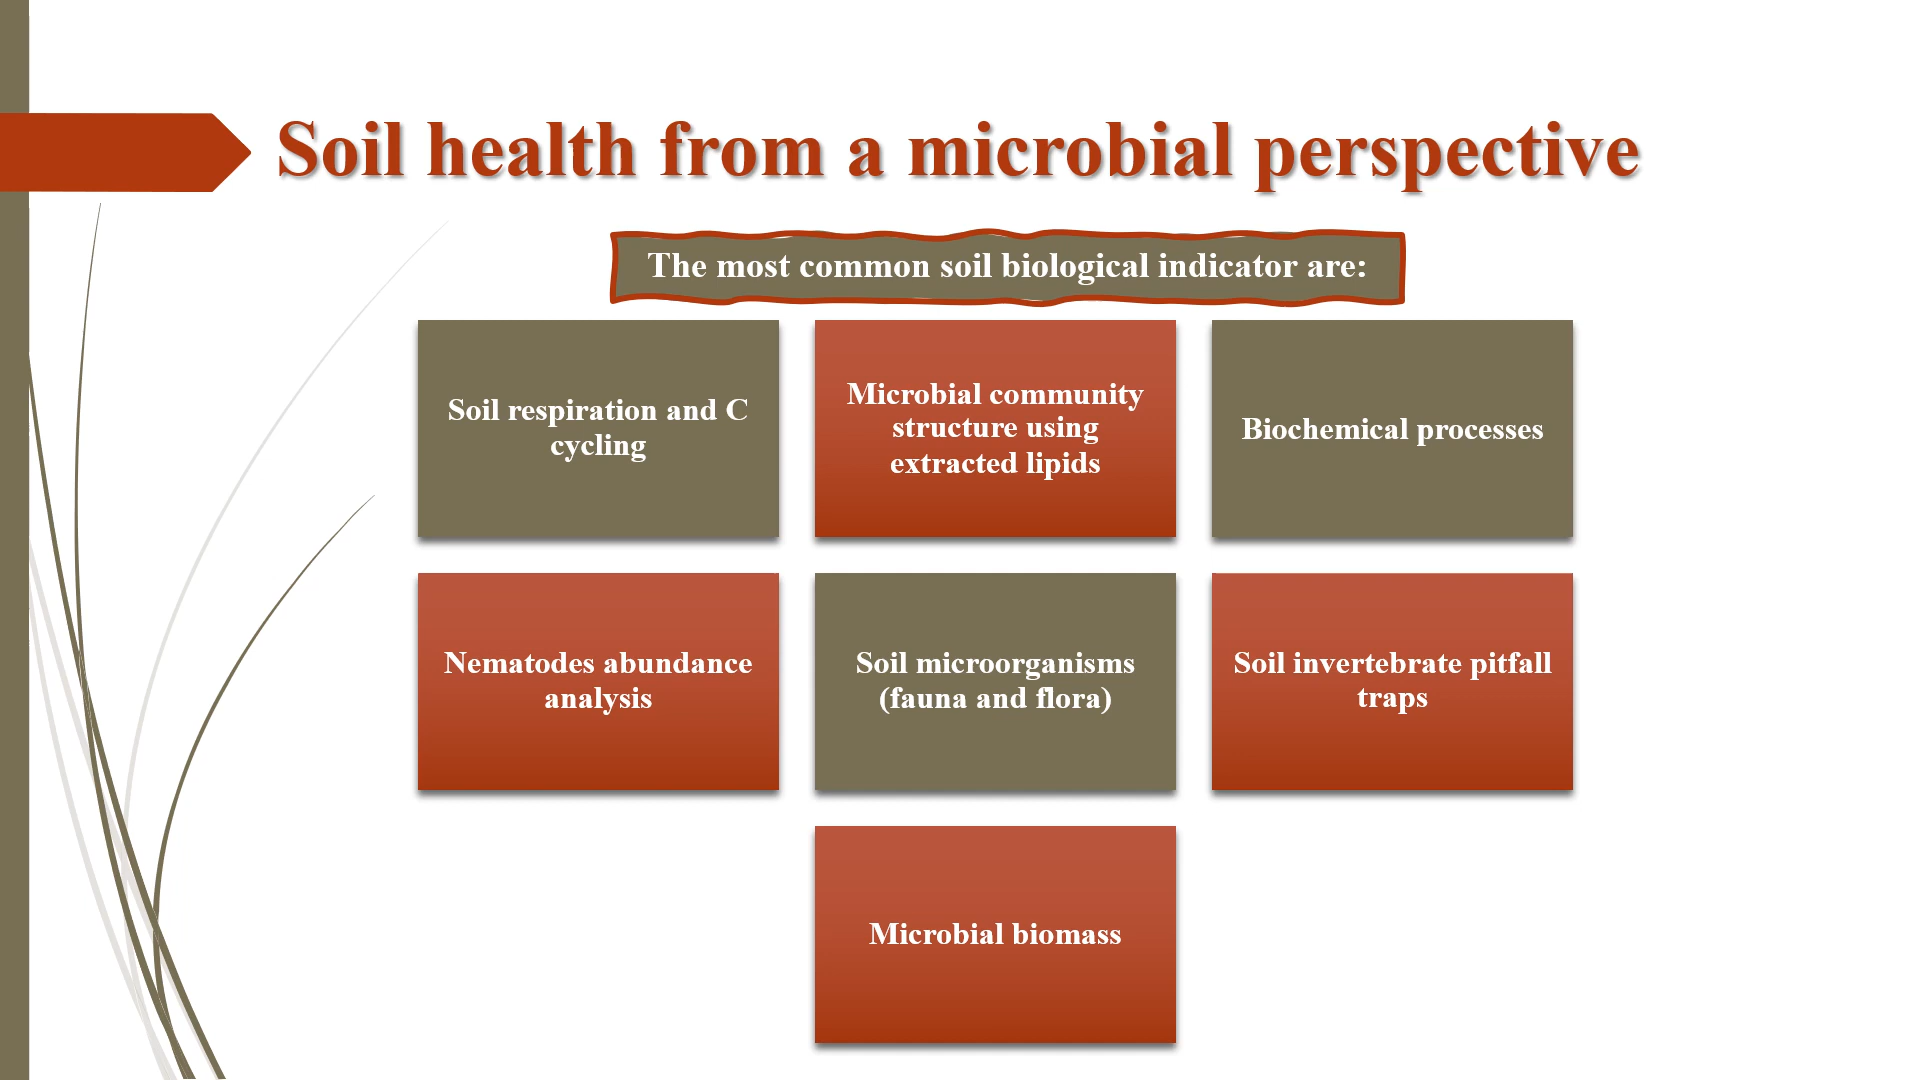 Soil health from a microbial perspective
The most common soil biological indicator are:
Soil respiration and C
cycling
Microbial community
structure using
extracted lipids
Biochemical processes
Nematodes abundance
analysis
Soil microorganisms
(fauna and flora)
Soil invertebrate pitfall
traps
Microbial biomass